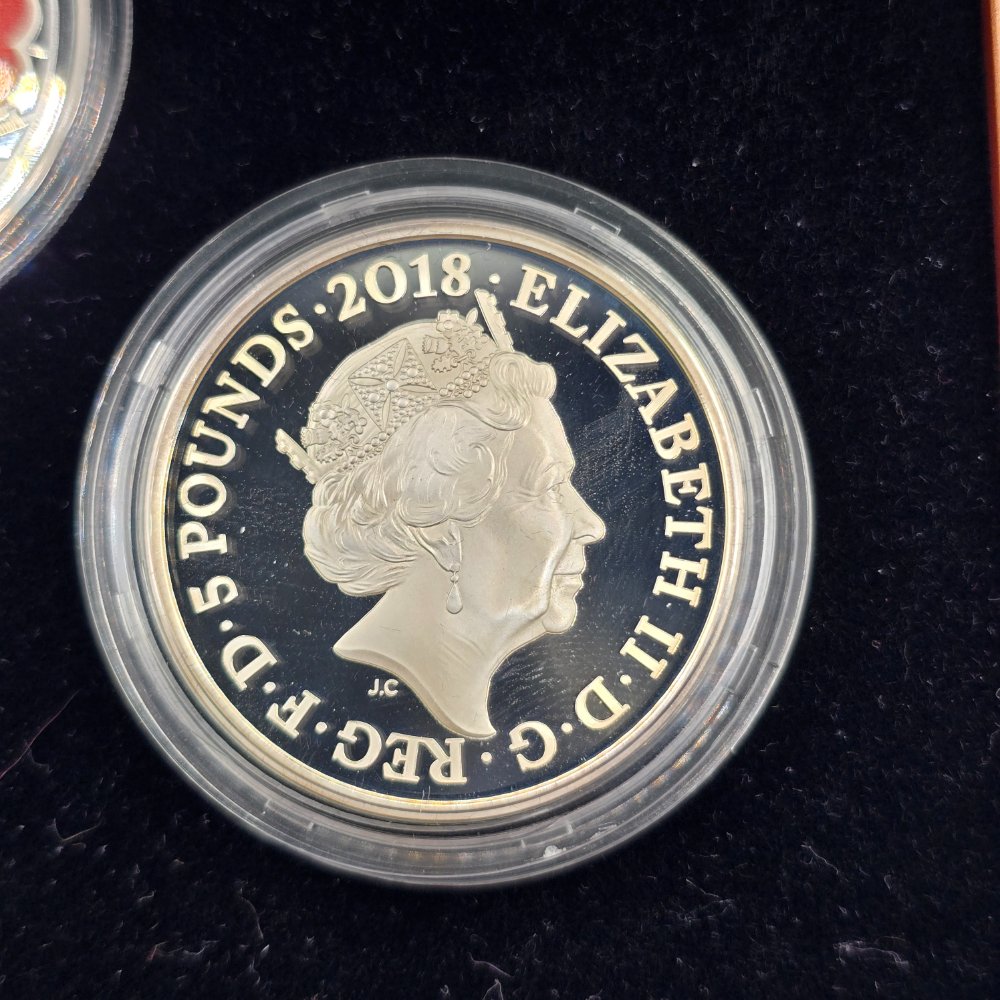 ELIZABETH II · D · G · REG · F · D · 5 POUNDS · 2018 ·
J.C